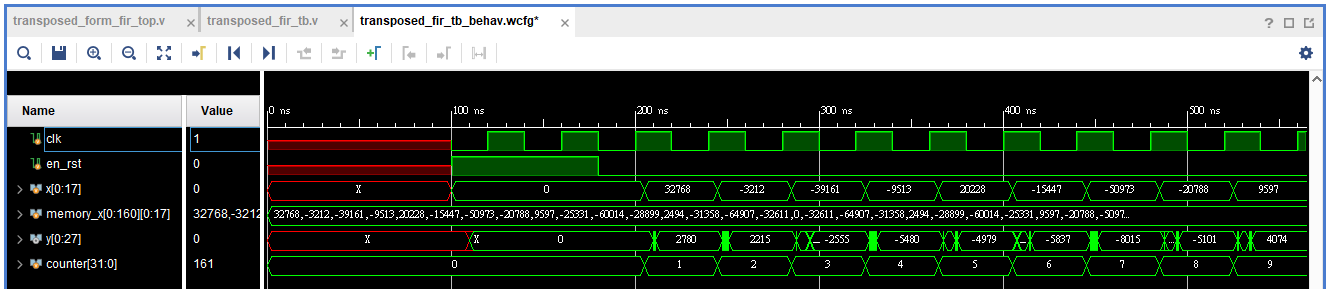 transposed_form_fir_top.v × transposed_fir_tb.v × transposed_fir_tb_behav.wcfg* × ?
Name Value 0 ns 100 ns 200 ns 300 ns 400 ns 500 ns
clk 1
en_rst 0
x[0:17] 0 X 0 32768 -3212 -39161 -9513 20228 -15447 -50973 -20788 9597
memory_x[0:160][0:17] 32768,-3212 32768,-3212,-39161,-9513,20228,-15447,-50973,-20788,9597,-25331,-60014,-28899,2494,-31358,-64907,-32611,0,-32611,-64907,-31358,2494,-28899,-60014,-25331,9597,-20788,-5097...
y[0:27] 0 X X 0 2780 2215 ... -2555 -5480 -4979 ... -5837 -8015 ... -5101 4074
counter[31:0] 161 0 1 2 3 4 5 6 7 8 9